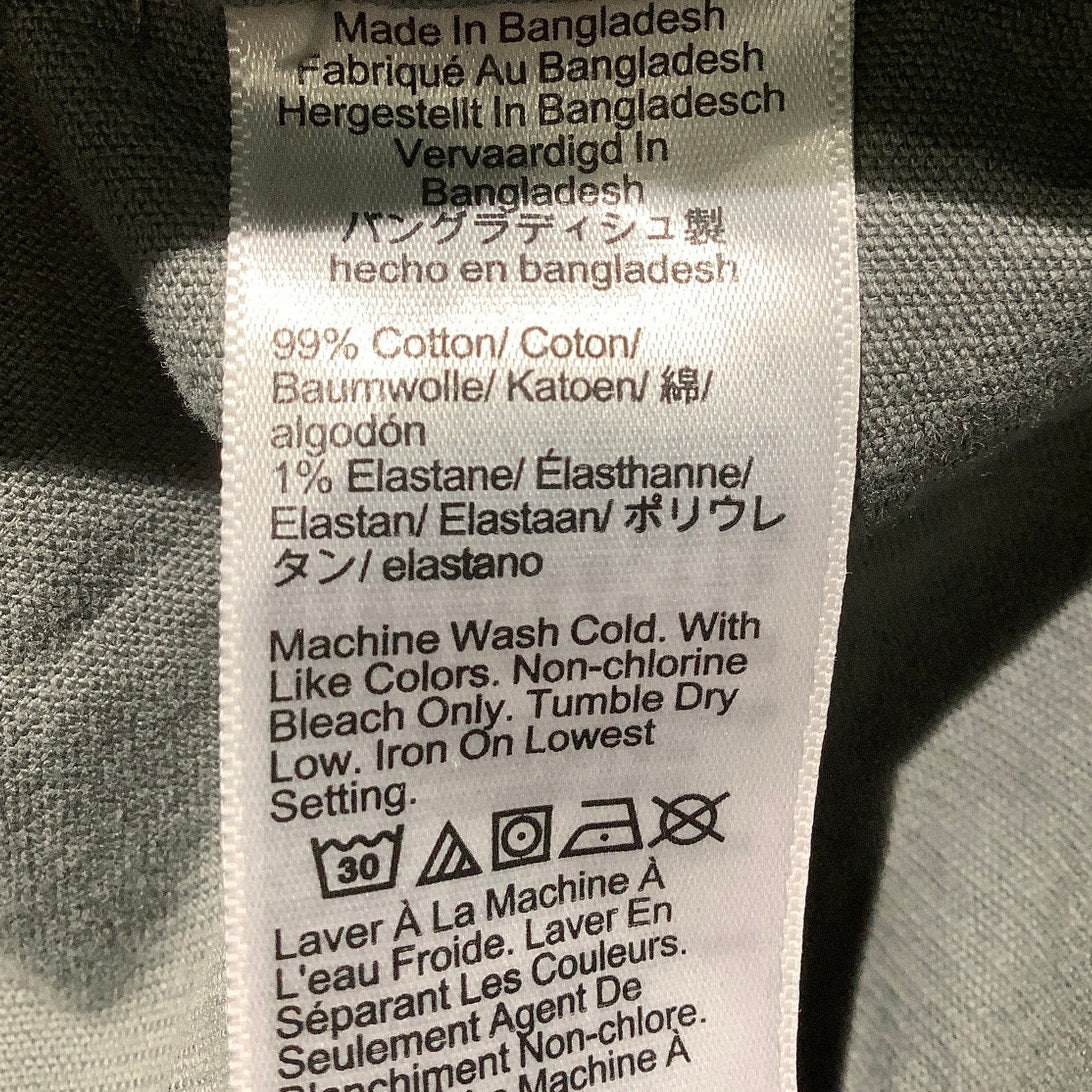 Made In Bangladesh
Fabriqué Au Bangladesh
Hergestellt In Bangladesch
Vervaardigd In
Bangladesh
バングラディシュ製
hecho en bangladesh
99% Cotton/ Coton/
Baumwolle/ Katoen/ 綿/
algodón
1% Elastane/ Élasthanne/
Elastan/ Elastaan/ ポリウレ
タン/ elastano
Machine Wash Cold. With
Like Colors. Non-chlorine
Bleach Only. Tumble Dry
Low. Iron On Lowest
Setting.
30
Laver À La Machine À
L'eau Froide. Laver En
Séparant Les Couleurs.
Seulement Agent De
Blanchiment Non-chlore.
Machine À